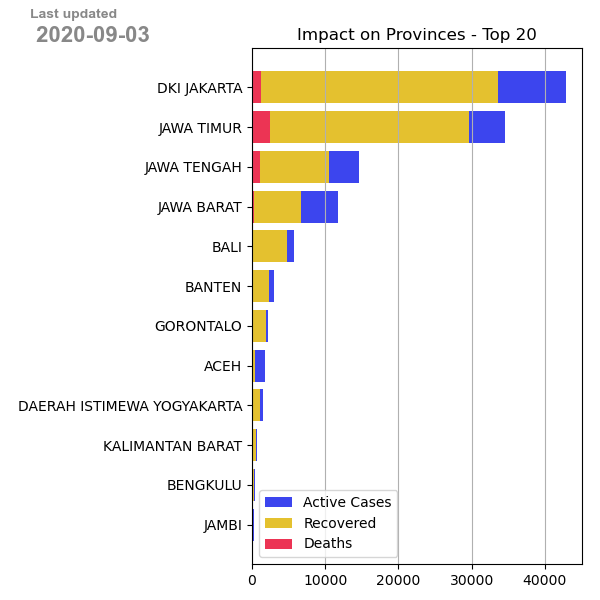 Last updated
2020-09-03
Impact on Provinces - Top 20
DKI JAKARTA
JAWA TIMUR
JAWA TENGAH
JAWA BARAT
BALI
BANTEN
GORONTALO
ACEH
DAERAH ISTIMEWA YOGYAKARTA
KALIMANTAN BARAT
BENGKULU
JAMBI
Active Cases
Recovered
Deaths
0 10000 20000 30000 40000